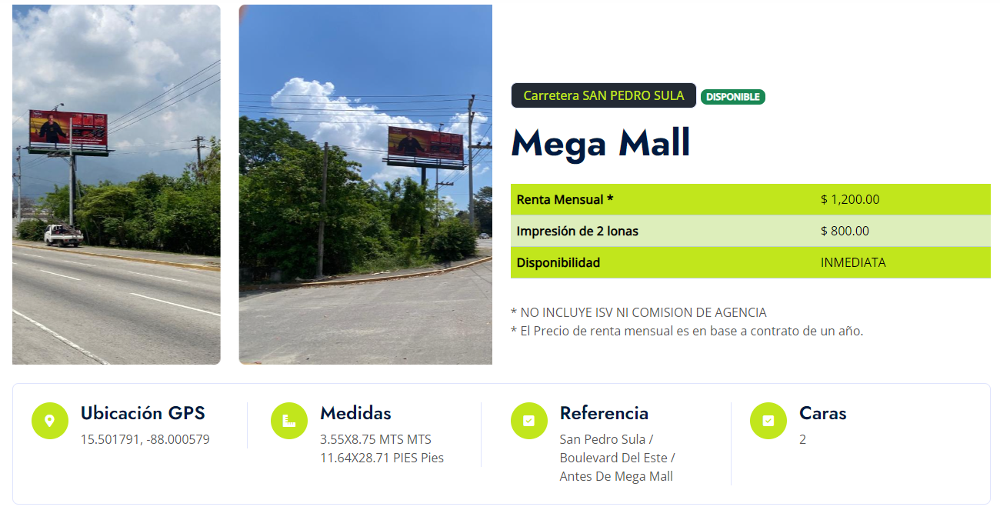 Carretera SAN PEDRO SULA
DISPONIBLE
Mega Mall
Renta Mensual * $ 1,200.00
Impresión de 2 lonas $ 800.00
Disponibilidad INMEDIATA
* NO INCLUYE ISV NI COMISION DE AGENCIA
* El Precio de renta mensual es en base a contrato de un año.
Ubicación GPS
15.501791, -88.000579
Medidas
3.55X8.75 MTS MTS
11.64X28.71 PIES Pies
Referencia
San Pedro Sula /
Boulevard Del Este /
Antes De Mega Mall
Caras
2